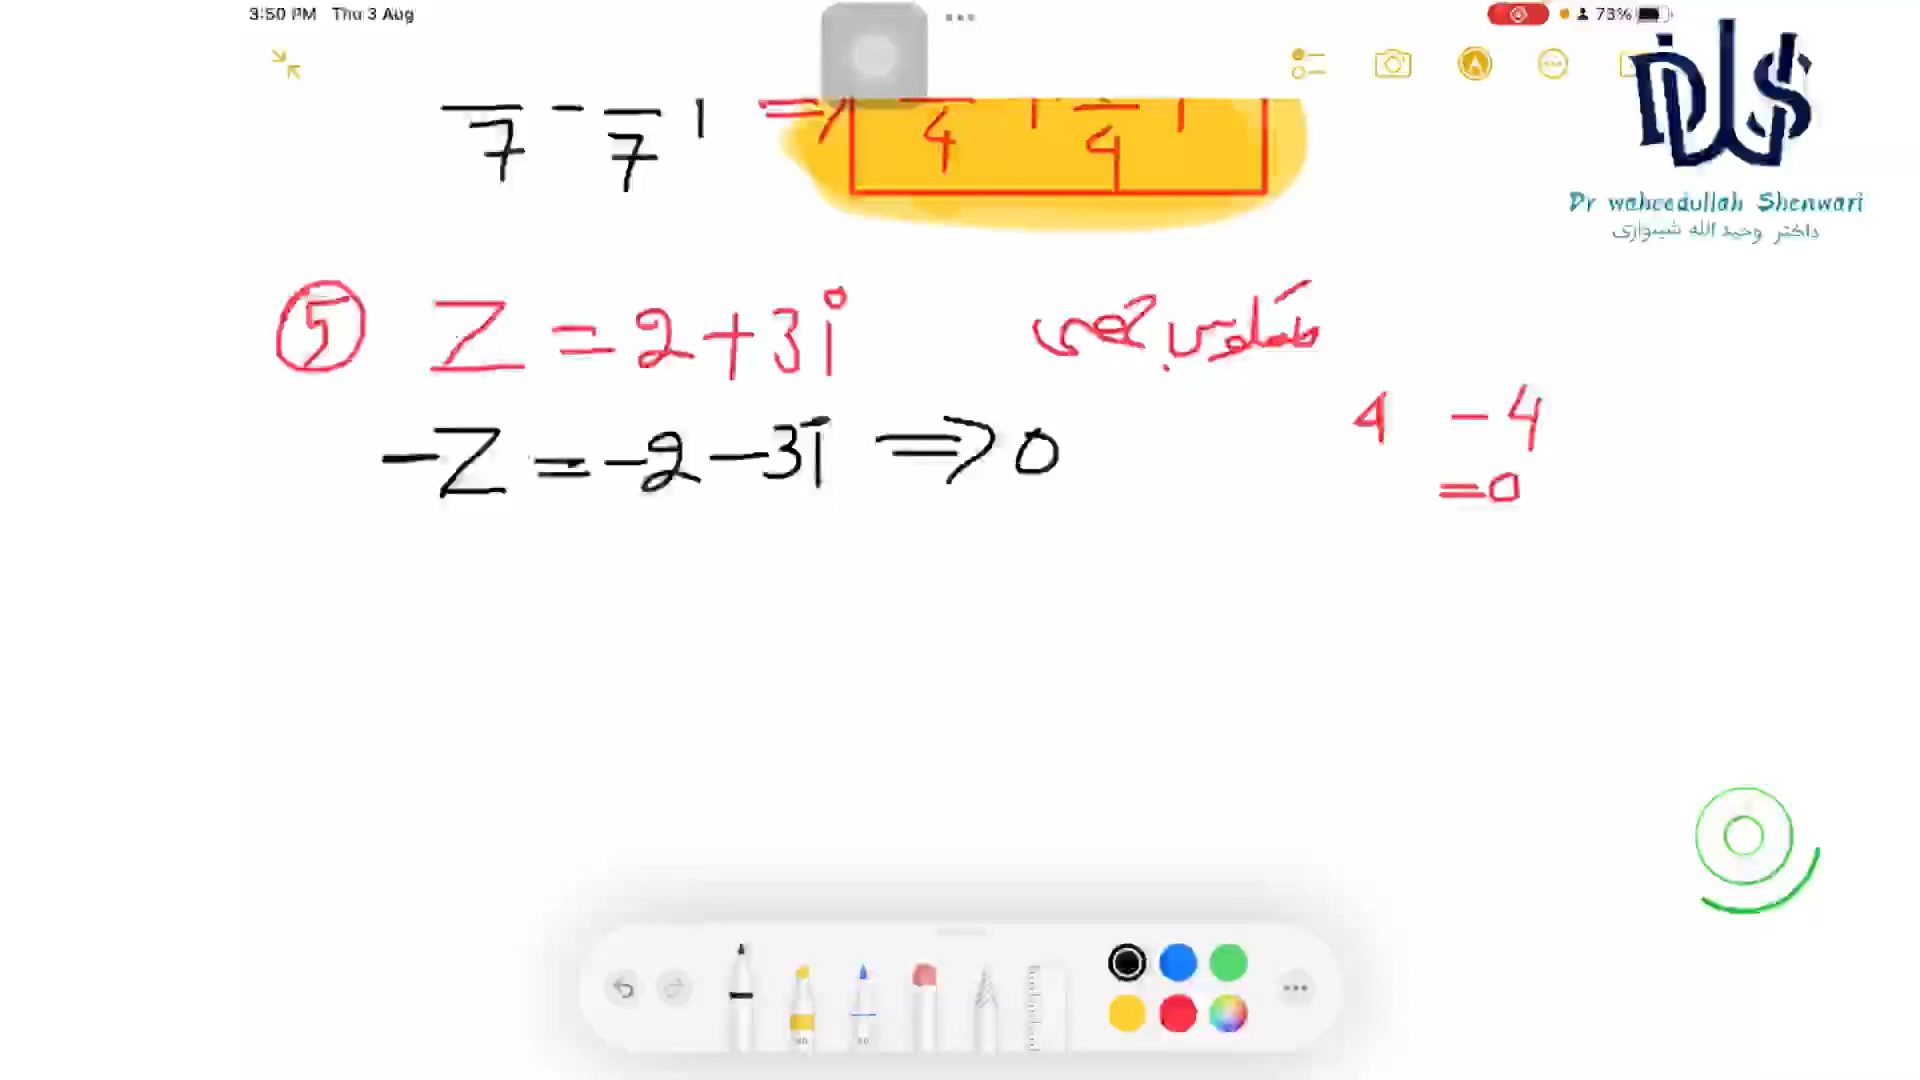 3:50 PM Thu 3 Aug
73%
DWS
Dr waheedullah Shenwari
داکتر وحید الله شینواری
7 - 7 i => 4 + 4 i
⑤ Z = 2 + 3i
4 - 4
= 0
-Z = -2 - 3i => 0